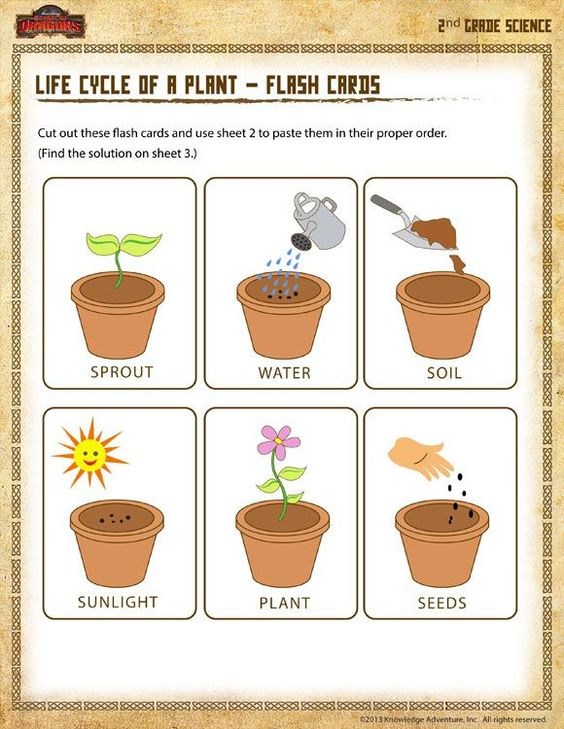 SCHOOL OF
DRAGONS
2nd GRADE SCIENCE
LIFE CYCLE OF A PLANT – FLASH CARDS
Cut out these flash cards and use sheet 2 to paste them in their proper order.
(Find the solution on sheet 3.)
SPROUT
WATER
SOIL
SUNLIGHT
PLANT
SEEDS
©2013 Knowledge Adventure, Inc. All rights reserved.